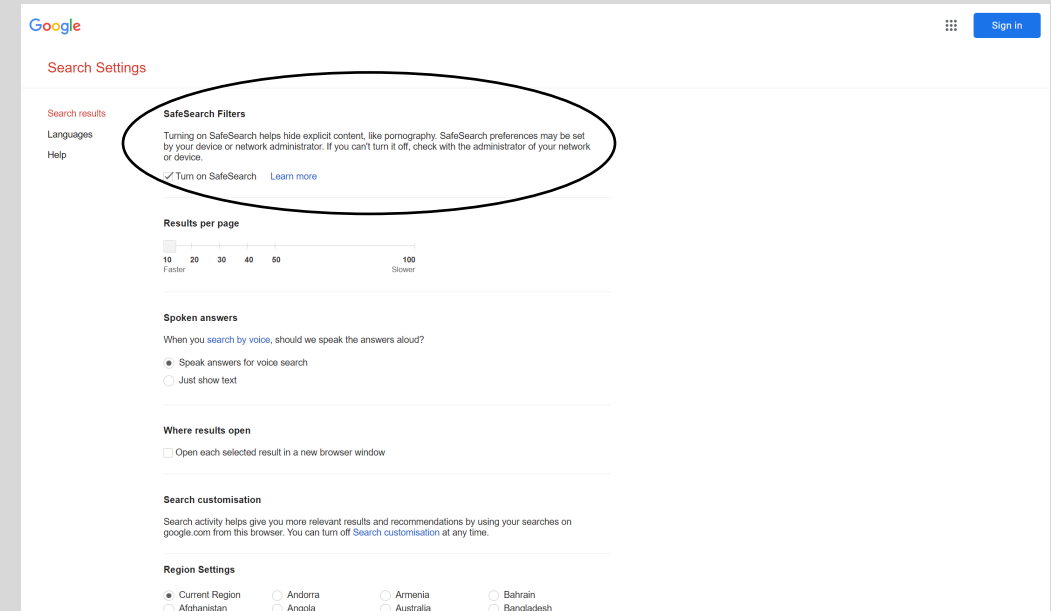 Google
Sign in
Search Settings
Search results
Languages
Help
SafeSearch Filters
Turning on SafeSearch helps hide explicit content, like pornography. SafeSearch preferences may be set
by your device or network administrator. If you can't turn it off, check with the administrator of your network
or device.
Turn on SafeSearch Learn more
Results per page
10 20 30 40 50 100
Faster Slower
Spoken answers
When you search by voice, should we speak the answers aloud?
Speak answers for voice search
Just show text
Where results open
Open each selected result in a new browser window
Search customisation
Search activity helps give you more relevant results and recommendations by using your searches on
google.com from this browser. You can turn off Search customisation at any time.
Region Settings
Current Region Andorra Armenia Bahrain
Afghanistan Angola Australia Bangladesh